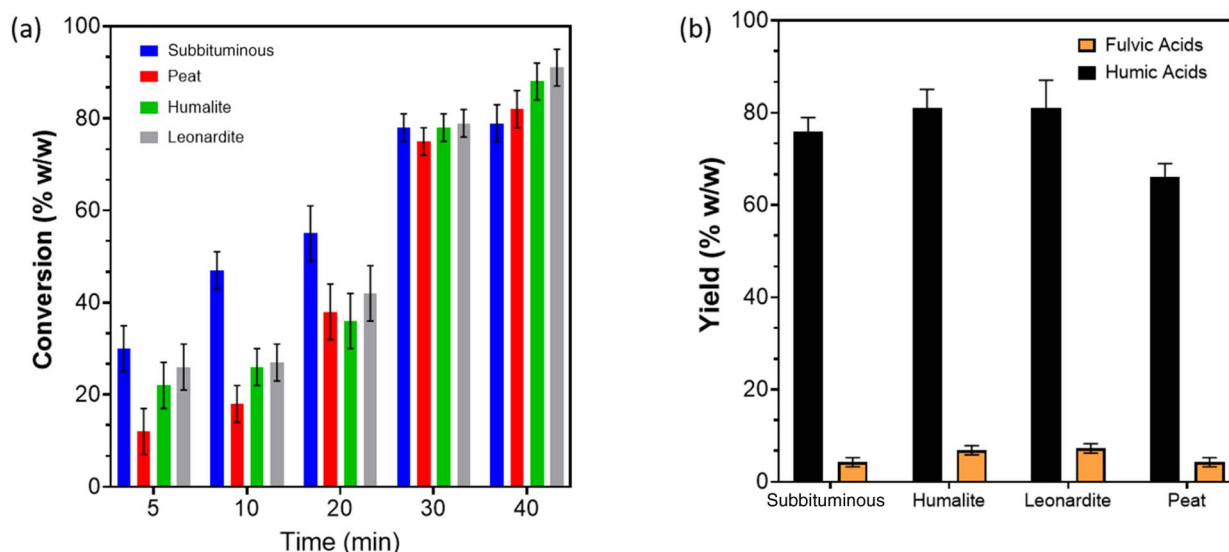 (a)
Conversion (% w/w)
100
80
60
40
20
0
Subbituminous
Peat
Humalite
Leonardite
5 10 20 30 40
Time (min)
(b)
Yield (% w/w)
100
80
60
40
20
0
Fulvic Acids
Humic Acids
Subbituminous Humalite Leonardite Peat